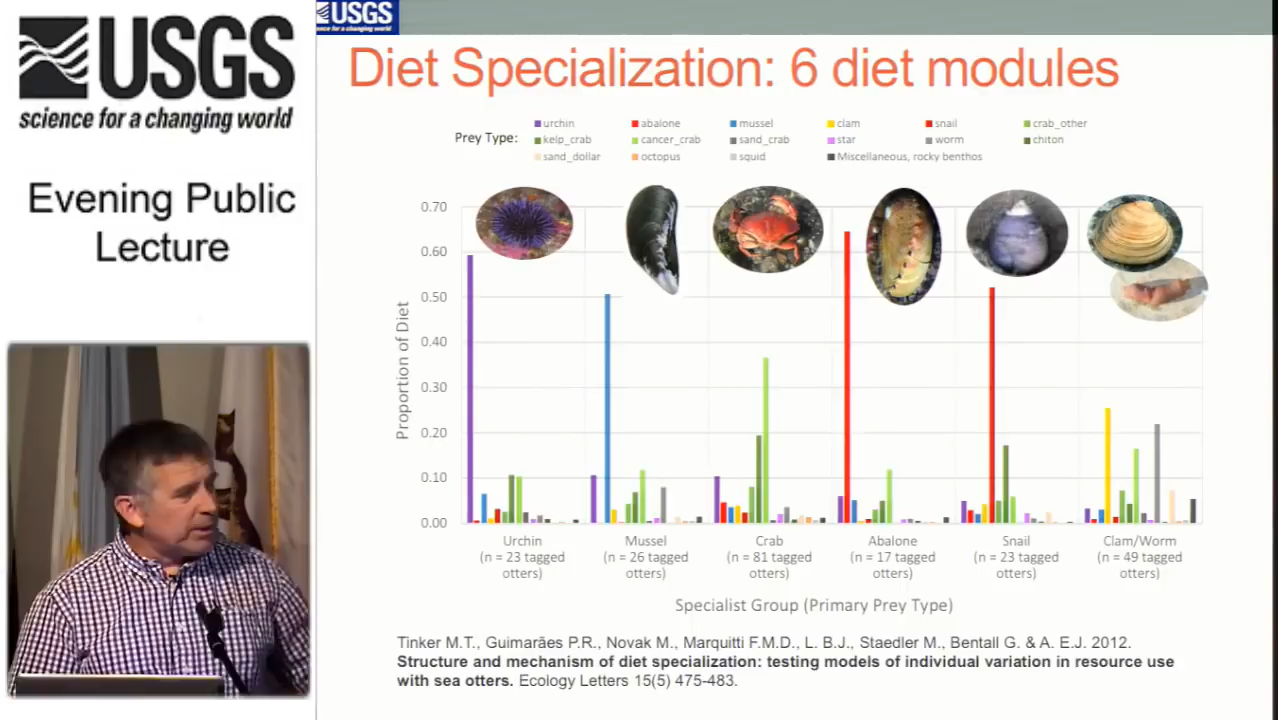 USGS
science for a changing world
Evening Public
Lecture
USGS
ce for a changing world
Diet Specialization: 6 diet modules
Prey Type:
urchin
abalone
mussel
clam
snail
crab_other
kelp_crab
cancer_crab
sand_crab
star
worm
chiton
sand_dollar
octopus
squid
Miscellaneous, rocky benthos
Proportion of Diet
0.70
0.60
0.50
0.40
0.30
0.20
0.10
0.00
Urchin
(n = 23 tagged
otters)
Mussel
(n = 26 tagged
otters)
Crab
(n = 81 tagged
otters)
Abalone
(n = 17 tagged
otters)
Snail
(n = 23 tagged
otters)
Clam/Worm
(n = 49 tagged
otters)
Specialist Group (Primary Prey Type)
Tinker M.T., Guimarães P.R., Novak M., Marquitti F.M.D., L. B.J., Staedler M., Bentall G. & A. E.J. 2012.
Structure and mechanism of diet specialization: testing models of individual variation in resource use
with sea otters. Ecology Letters 15(5) 475-483.